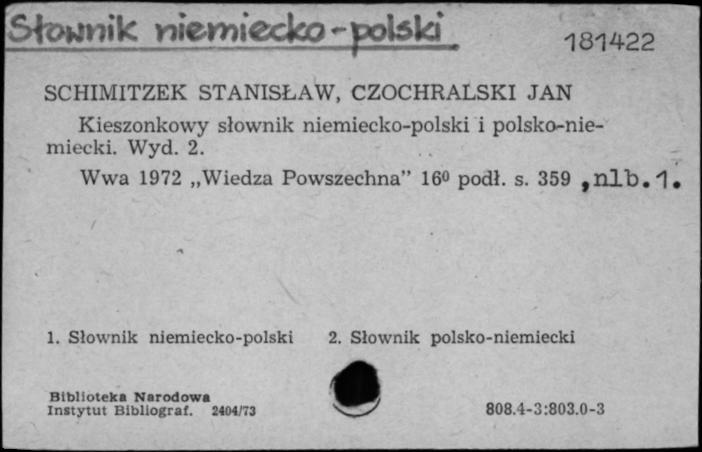 Słownik niemiecko-polski
181422
SCHIMITZEK STANISŁAW, CZOCHRALSKI JAN
Kieszonkowy słownik niemiecko-polski i polsko-nie-
miecki. Wyd. 2.
Wwa 1972 „Wiedza Powszechna” 16⁰ podł. s. 359 ,nlb.1.
1. Słownik niemiecko-polski 2. Słownik polsko-niemiecki
Biblioteka Narodowa
Instytut Bibliograf. 2404/73
808.4-3:803.0-3